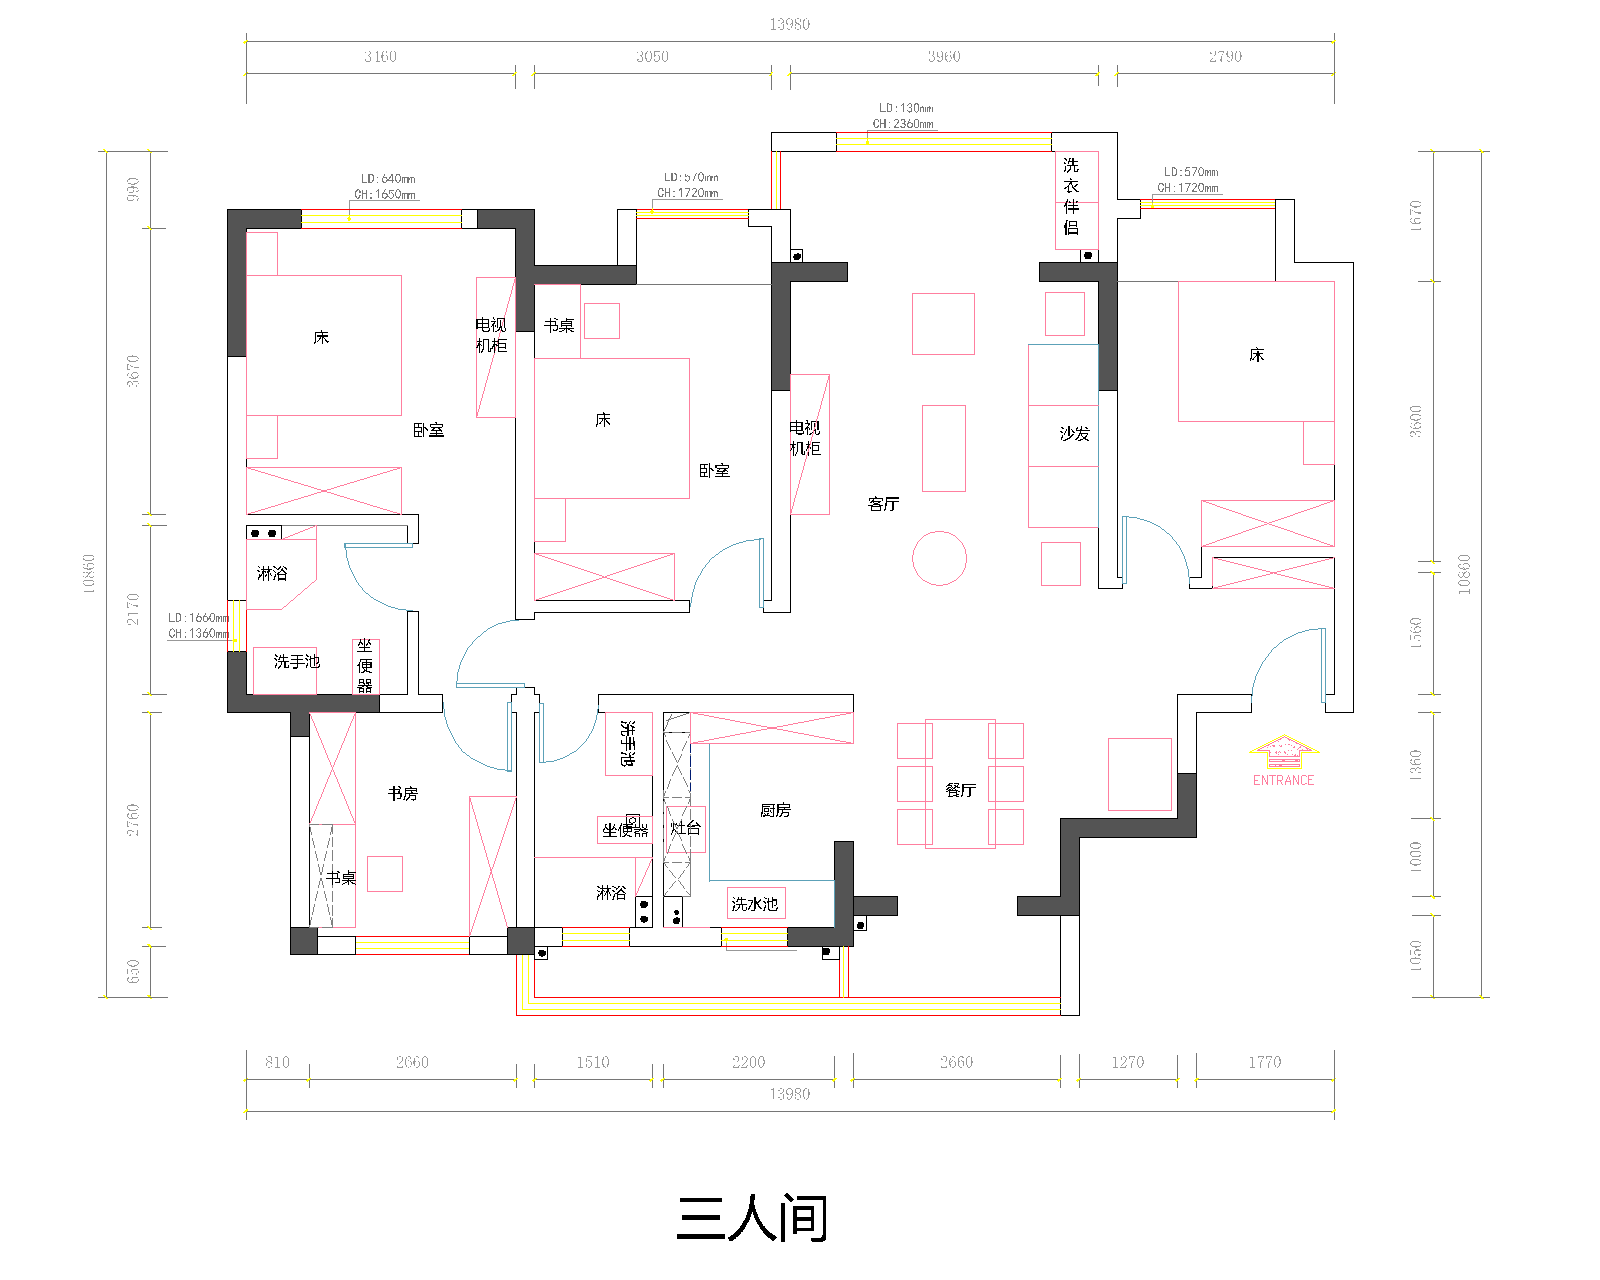 13980
3160
3050
3960
2790
LD:130mm
CH:2360mm
LD:640mm
CH:1650mm
LD:570mm
CH:1720mm
LD:570mm
CH:1720mm
洗衣伴侣
990
3670
2170
2760
650
10860
1670
3600
1560
1360
1000
1050
10860
床
电视
机柜
卧室
书桌
床
卧室
电视
机柜
客厅
沙发
床
淋浴
LD:1660mm
CH:1360mm
洗手池
坐便器
书房
书桌
洗手池
坐便器
淋浴
灶台
厨房
洗水池
餐厅
ENTRANCE
810
2660
1510
2200
2660
1270
1770
13980
三人间